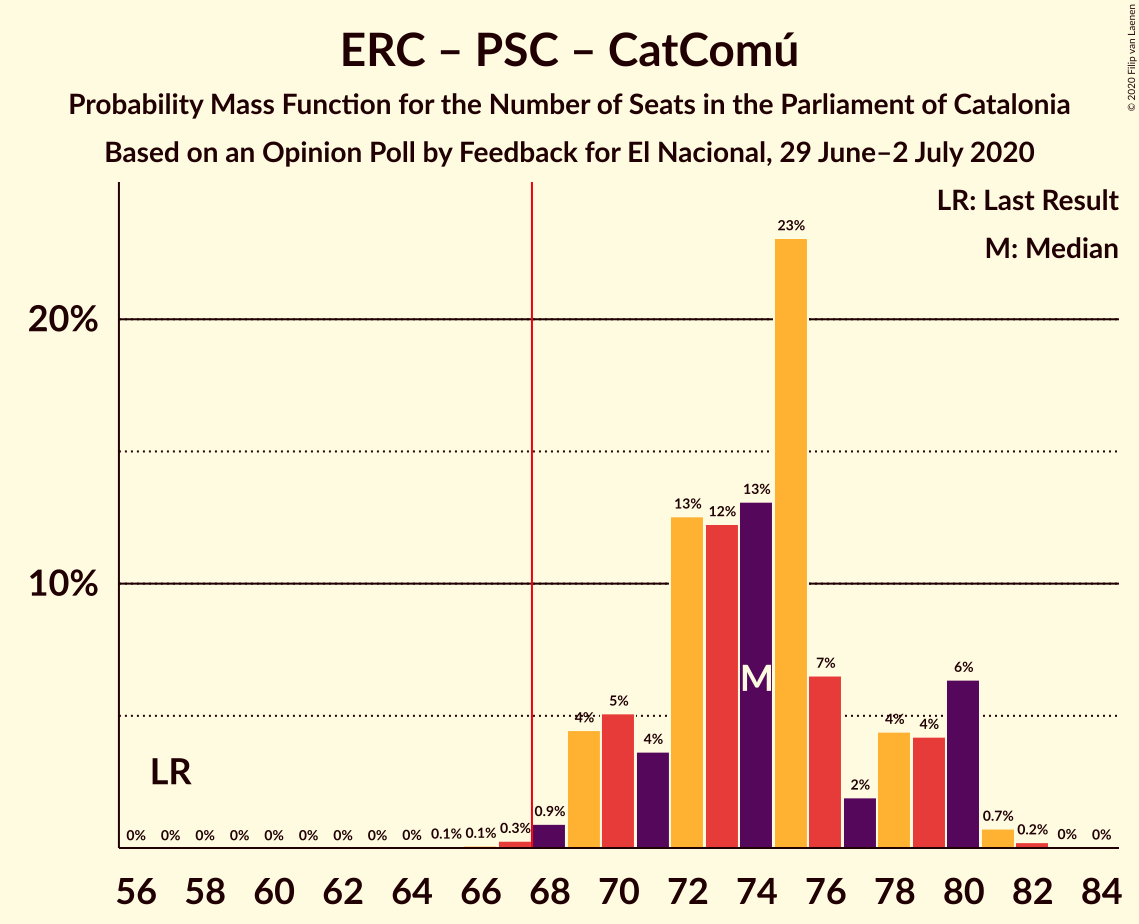 ERC – PSC – CatComú
Probability Mass Function for the Number of Seats in the Parliament of Catalonia
Based on an Opinion Poll by Feedback for El Nacional, 29 June–2 July 2020
© 2020 Filip van Laenen
LR: Last Result
M: Median
23%
20%
13%
13%
12%
10%
7%
6%
M
5%
4%
4%
4%
4%
2%
LR
0.9%
0.7%
0% 0% 0% 0% 0% 0% 0% 0% 0% 0.1% 0.1% 0.3% 0.2% 0% 0%
56 58 60 62 64 66 68 70 72 74 76 78 80 82 84